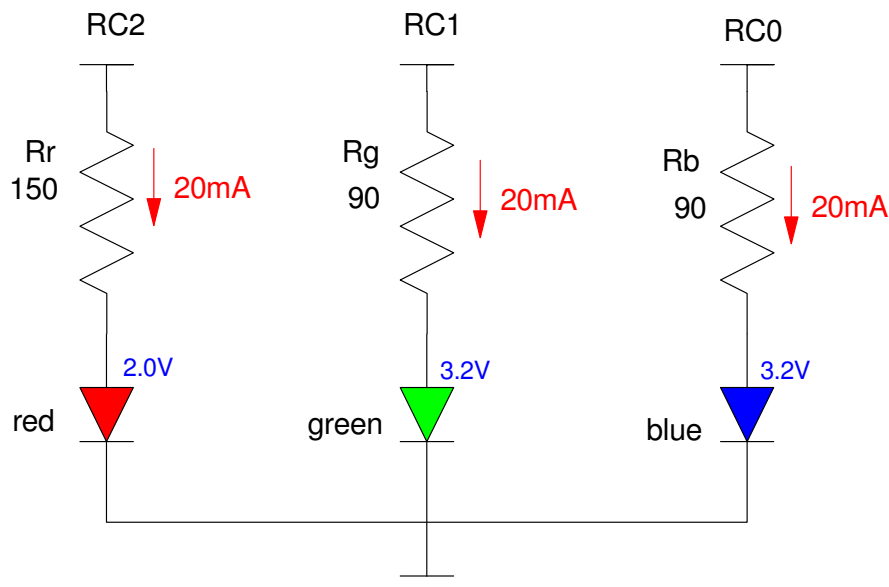 RC2
RC1
RC0
Rr
150
20mA
Rg
90
20mA
Rb
90
20mA
2.0V
3.2V
3.2V
red
green
blue